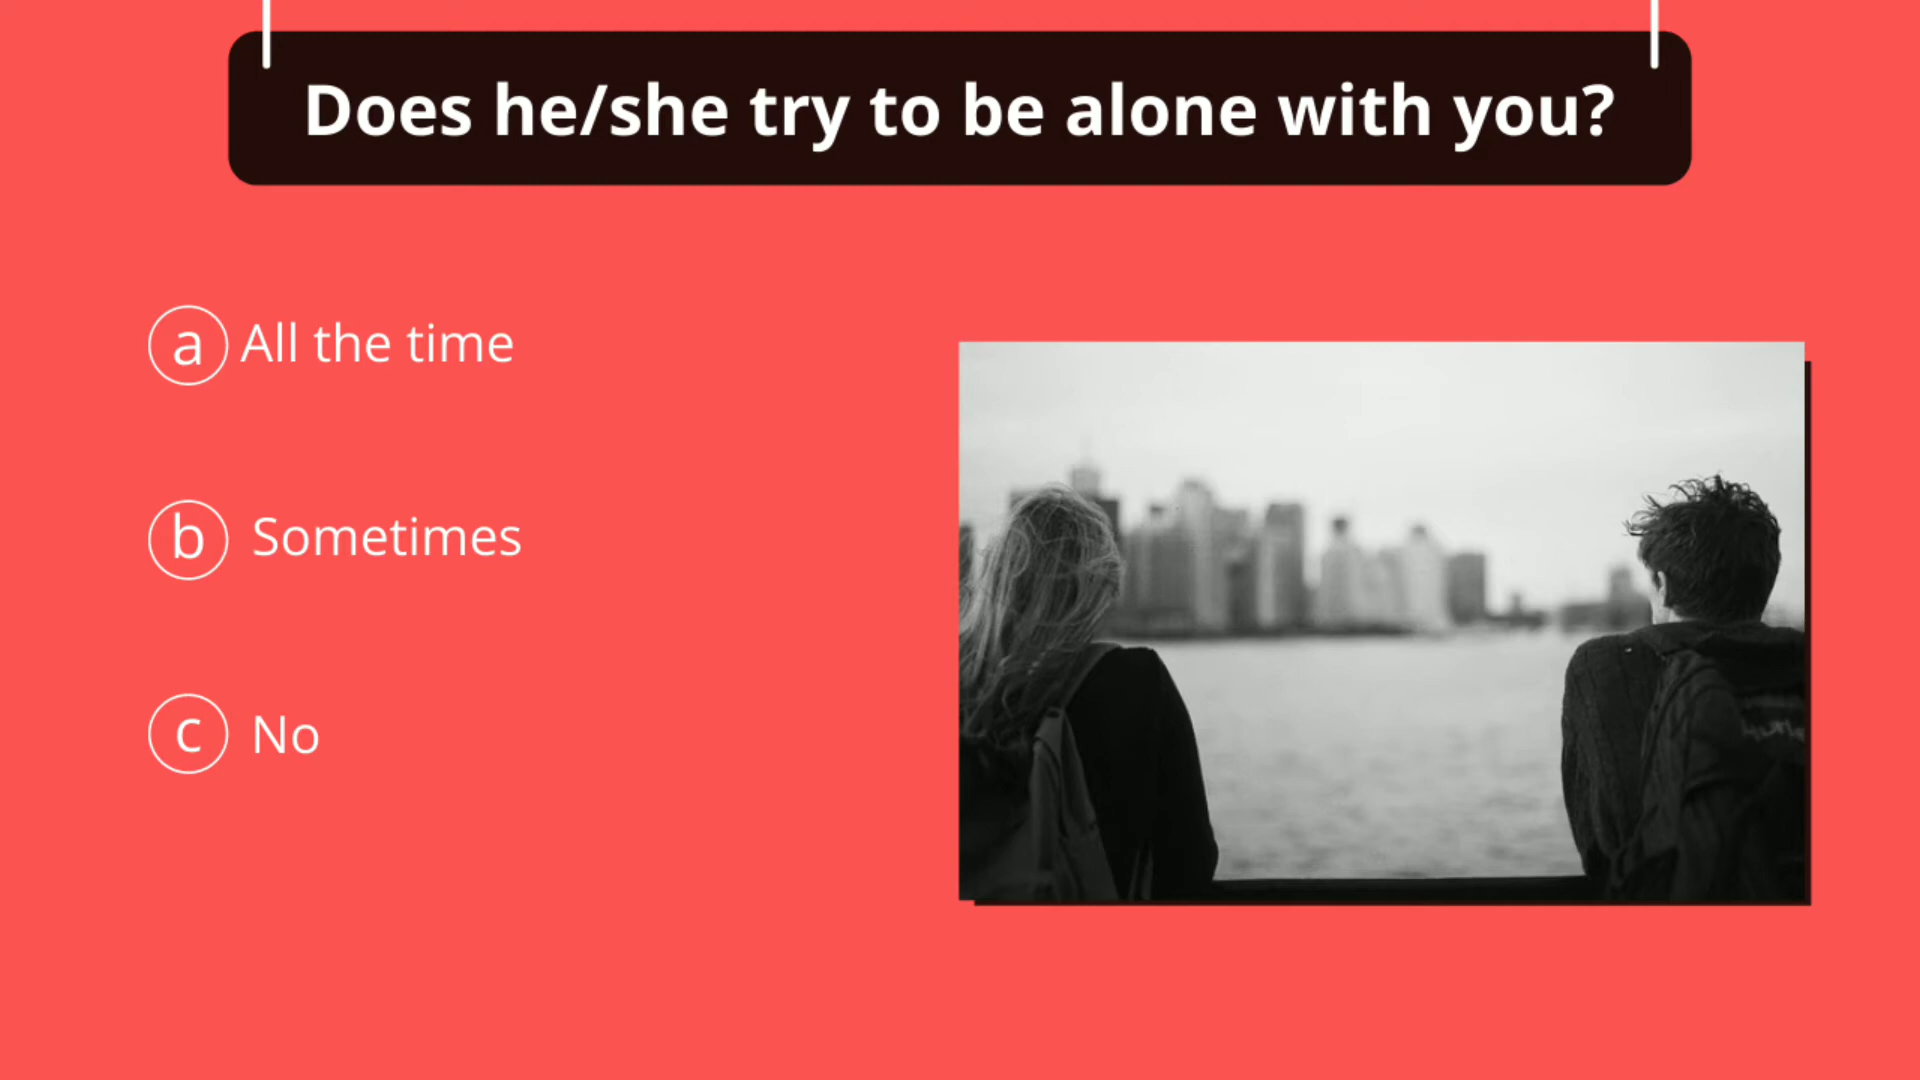 Does he/she try to be alone with you?
a All the time
b Sometimes
c No